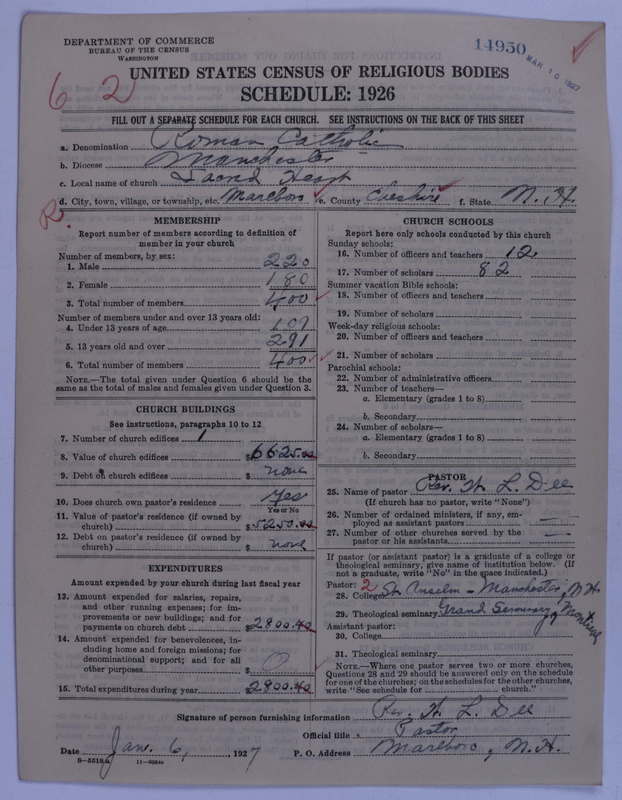 DEPARTMENT OF COMMERCE
BUREAU OF THE CENSUS
WASHINGTON
14950
MAR 10 1927
6 2
UNITED STATES CENSUS OF RELIGIOUS BODIES
SCHEDULE: 1926
FILL OUT A SEPARATE SCHEDULE FOR EACH CHURCH. SEE INSTRUCTIONS ON THE BACK OF THIS SHEET
a. Denomination Roman Catholic
b. Diocese Manchester
c. Local name of church Sacred Heart
d. City, town, village, or township, etc. Marlboro e. County Cheshire f. State N. H.
R.
MEMBERSHIP
Report number of members according to definition of
member in your church
Number of members, by sex:
1. Male 220
2. Female 180
3. Total number of members 400
Number of members under and over 13 years old:
4. Under 13 years of age 109
5. 13 years old and over 291
6. Total number of members 400
NOTE.—The total given under Question 6 should be the
same as the total of males and females given under Question 3.
CHURCH BUILDINGS
See instructions, paragraphs 10 to 12
7. Number of church edifices 1
8. Value of church edifices $6625.00
9. Debt on church edifices $ none
10. Does church own pastor's residence Yes
Yes or No
11. Value of pastor's residence (if owned by
church) $5250.00
12. Debt on pastor's residence (if owned by
church) $ none
EXPENDITURES
Amount expended by your church during last fiscal year
13. Amount expended for salaries, repairs,
and other running expenses; for im-
provements or new buildings; and for
payments on church debt $2800.40
14. Amount expended for benevolences, in-
cluding home and foreign missions; for
denominational support; and for all
other purposes $ 0
15. Total expenditures during year $2800.40
CHURCH SCHOOLS
Report here only schools conducted by this church
Sunday schools:
16. Number of officers and teachers 12
17. Number of scholars 82
Summer vacation Bible schools:
18. Number of officers and teachers
19. Number of scholars
Week-day religious schools:
20. Number of officers and teachers
21. Number of scholars
Parochial schools:
22. Number of administrative officers
23. Number of teachers—
a. Elementary (grades 1 to 8)
b. Secondary
24. Number of scholars—
a. Elementary (grades 1 to 8)
b. Secondary
PASTOR
25. Name of pastor Rev. W. L. Dee
(If church has no pastor, write "None")
26. Number of ordained ministers, if any, em-
ployed as assistant pastors —
27. Number of other churches served by the
pastor or his assistants —
If pastor (or assistant pastor) is a graduate of a college or
theological seminary, give name of institution below. (If
not a graduate, write "No" in the space indicated.)
Pastor: 2
28. College St. Anselm - Manchester, N. H.
29. Theological seminary Grand Seminary of Montreal
Assistant pastor:
30. College
31. Theological seminary
NOTE.—Where one pastor serves two or more churches,
Questions 28 and 29 should be answered only on the schedule
for one of the churches; on the schedules for the other churches,
write "See schedule for church."
Signature of person furnishing information Rev. W. L. Dee
Official title Pastor
Date Jan. 6, 1927 P. O. Address Marlboro, N. H.